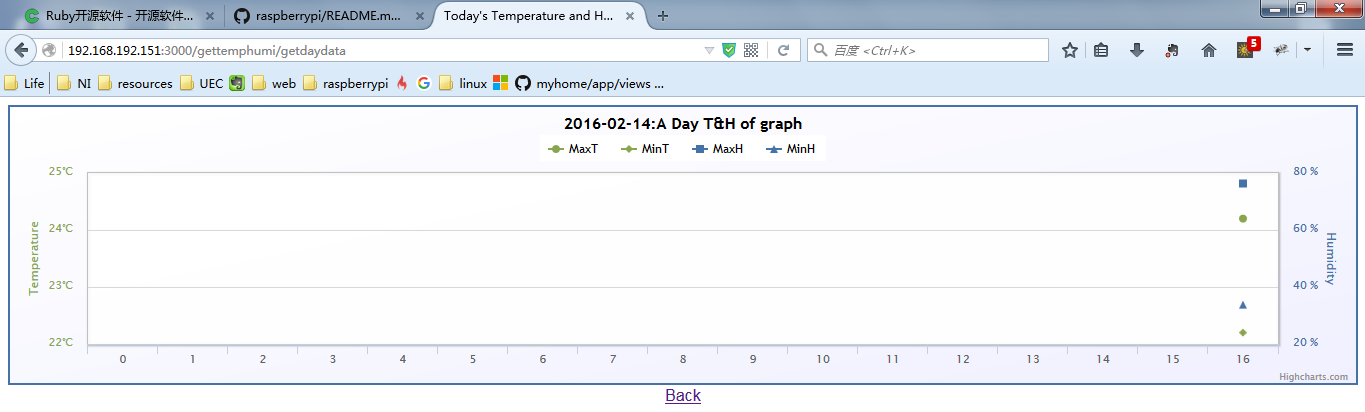 Ruby开源软件 - 开源软件...
raspberrypi/README.m...
Today's Temperature and H...
192.168.192.151:3000/gettemphumi/getdaydata
百度 <Ctrl+K>
5
Life NI resources UEC web raspberrypi G linux myhome/app/views ...
2016-02-14:A Day T&H of graph
MaxT MinT MaxH MinH
25°C
24°C
23°C
22°C
Temperature
80 %
60 %
40 %
20 %
Humidity
0 1 2 3 4 5 6 7 8 9 10 11 12 13 14 15 16
Highcharts.com
Back